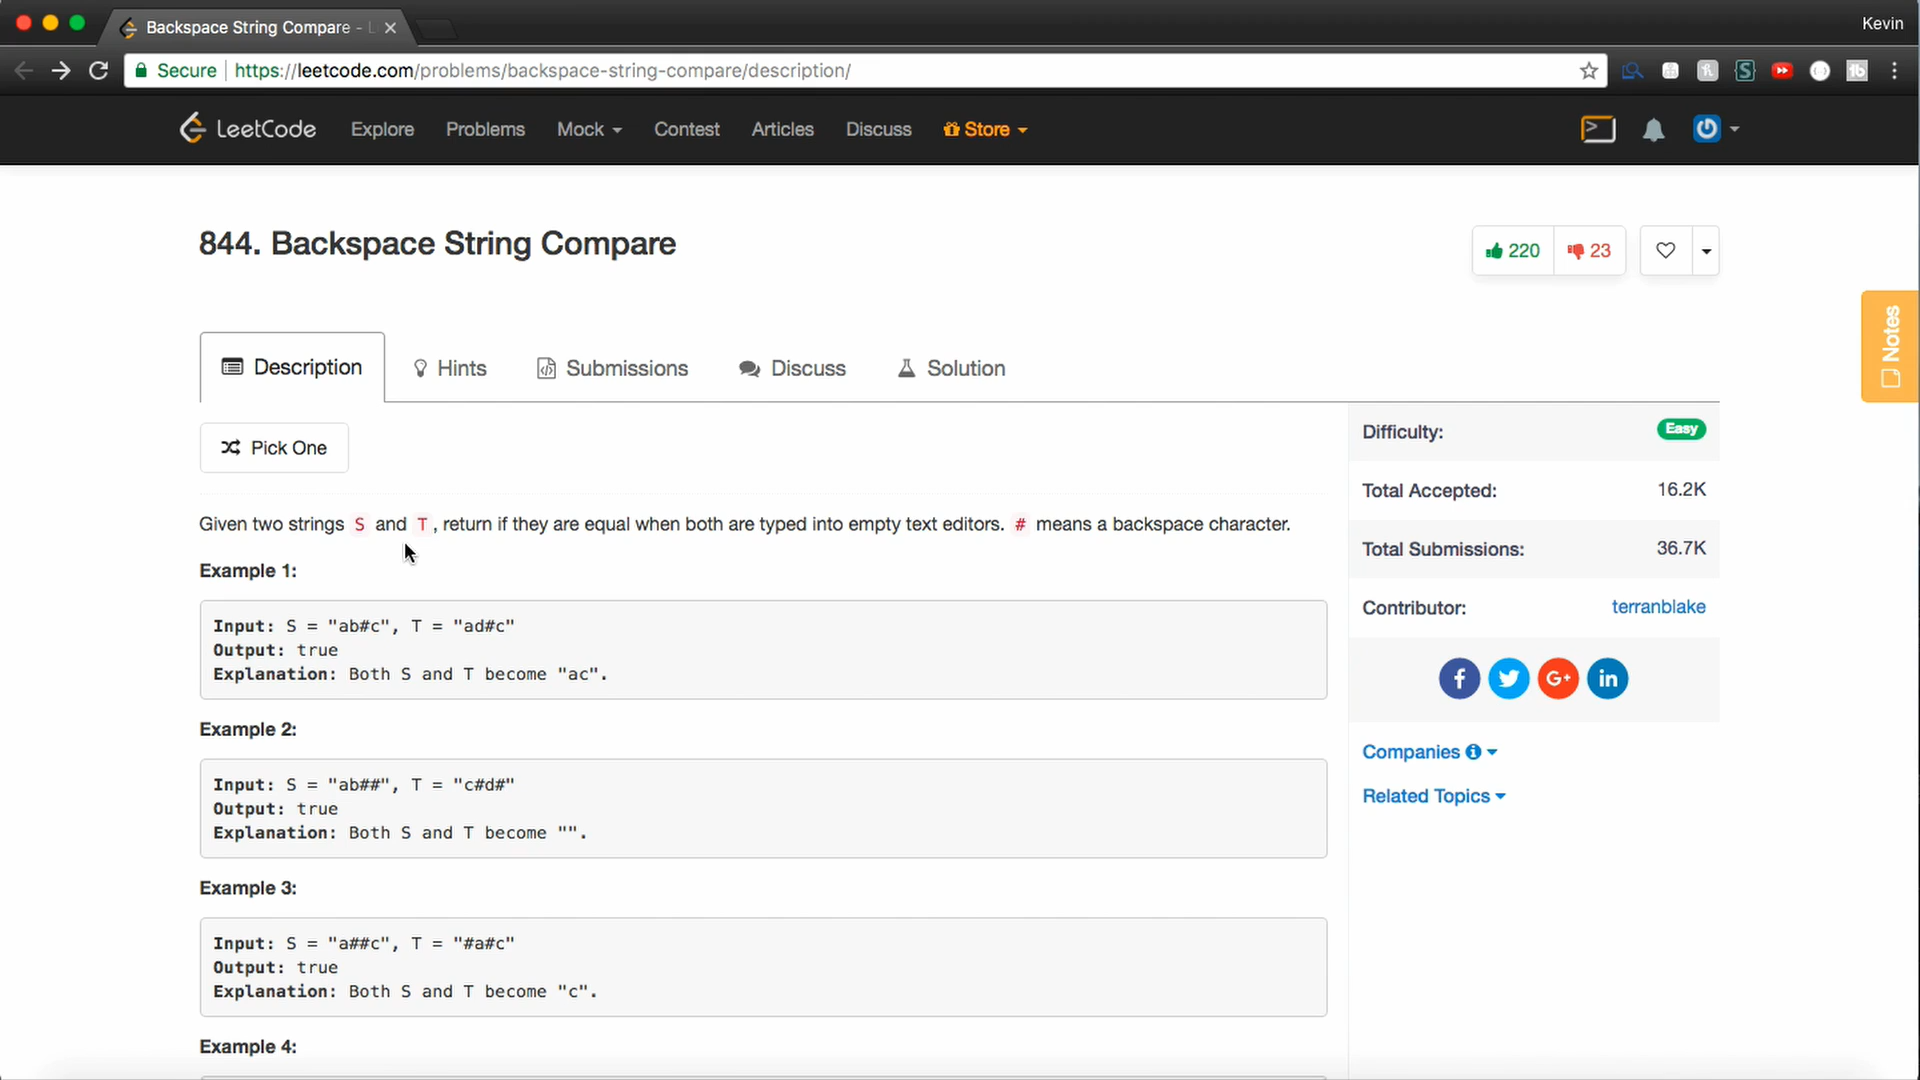 Backspace String Compare - L
Kevin
Secure https://leetcode.com/problems/backspace-string-compare/description/
LeetCode Explore Problems Mock Contest Articles Discuss Store
844. Backspace String Compare
220 23
Notes
Description Hints Submissions Discuss Solution
Pick One
Difficulty: Easy
Total Accepted: 16.2K
Total Submissions: 36.7K
Contributor: terranblake
Companies
Related Topics
Given two strings S and T, return if they are equal when both are typed into empty text editors. # means a backspace character.
Example 1:
Input: S = "ab#c", T = "ad#c"
Output: true
Explanation: Both S and T become "ac".
Example 2:
Input: S = "ab##", T = "c#d#"
Output: true
Explanation: Both S and T become "".
Example 3:
Input: S = "a##c", T = "#a#c"
Output: true
Explanation: Both S and T become "c".
Example 4: